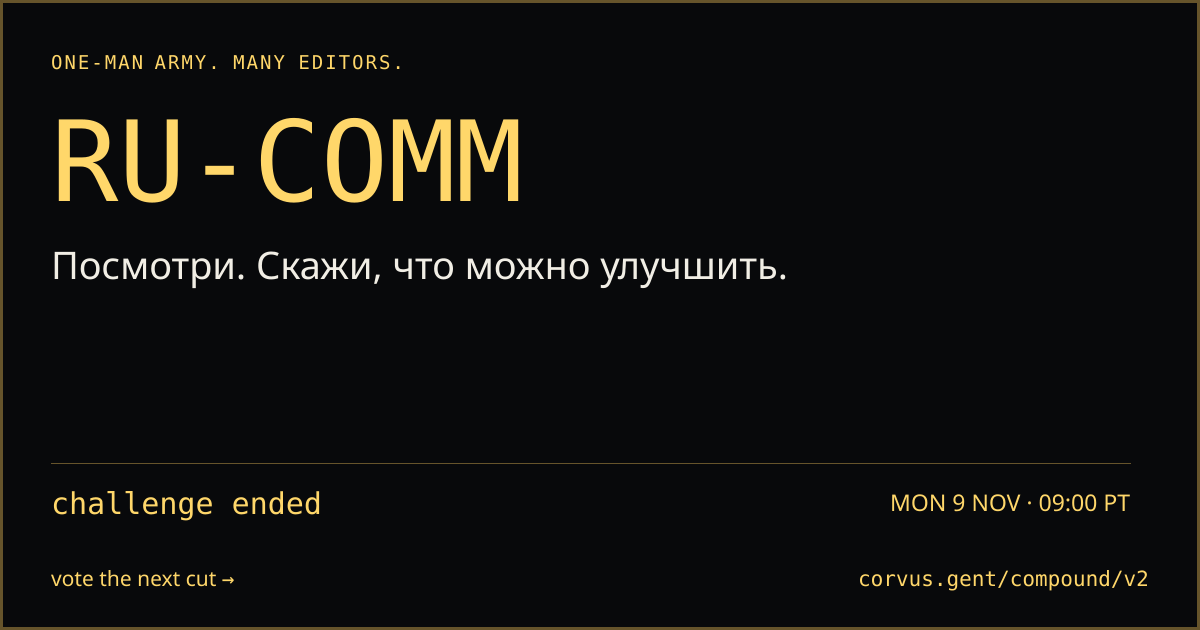 ONE-MAN ARMY. MANY EDITORS.
RU-COMM
Посмотри. Скажи, что можно улучшить.
challenge ended
MON 9 NOV · 09:00 PT
vote the next cut →
corvus.gent/compound/v2